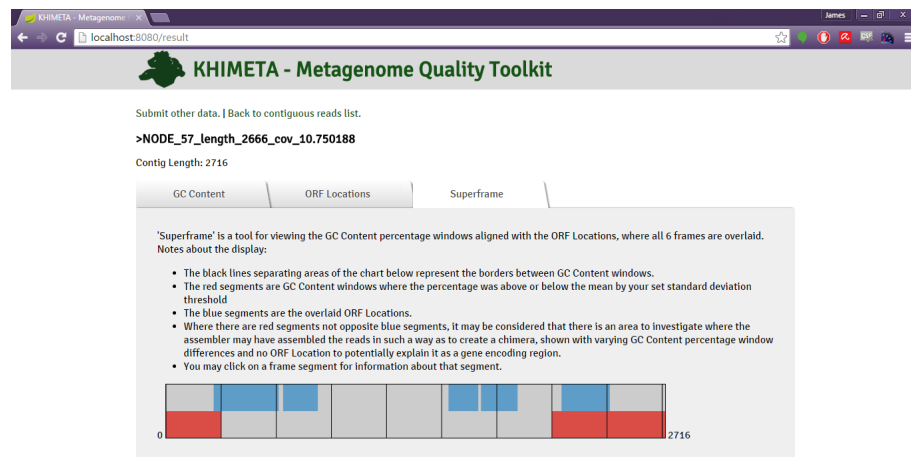 KHIMETA - Metagenome
James
localhost:8080/result
KHIMETA - Metagenome Quality Toolkit
Submit other data. | Back to contiguous reads list.
>NODE_57_length_2666_cov_10.750188
Contig Length: 2716
GC Content
ORF Locations
Superframe
'Superframe' is a tool for viewing the GC Content percentage windows aligned with the ORF Locations, where all 6 frames are overlaid.
Notes about the display:
The black lines separating areas of the chart below represent the borders between GC Content windows.
The red segments are GC Content windows where the percentage was above or below the mean by your set standard deviation
threshold
The blue segments are the overlaid ORF Locations.
Where there are red segments not opposite blue segments, it may be considered that there is an area to investigate where the
assembler may have assembled the reads in such a way as to create a chimera, shown with varying GC Content percentage window
differences and no ORF Location to potentially explain it as a gene encoding region.
You may click on a frame segment for information about that segment.
0
2716